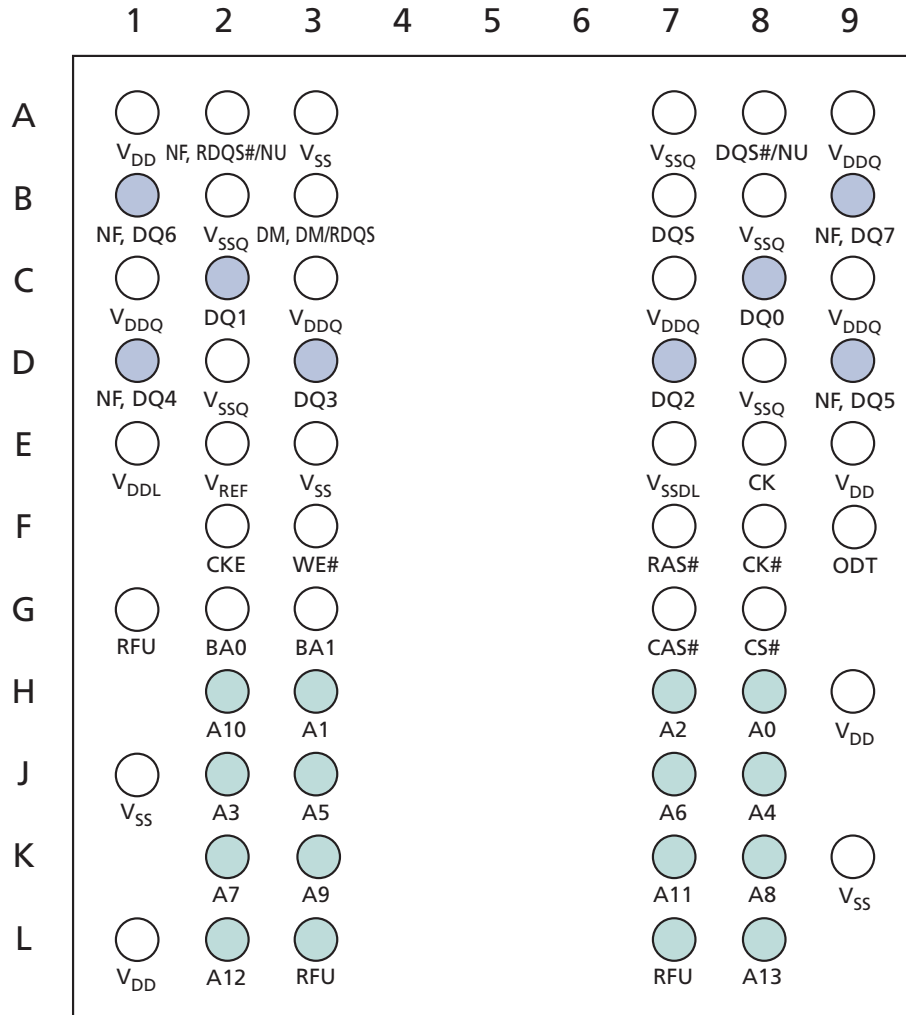 1 2 3 4 5 6 7 8 9
A
VDD NF, RDQS#/NU VSS VSSQ DQS#/NU VDDQ
B
NF, DQ6 VSSQ DM, DM/RDQS DQS VSSQ NF, DQ7
C
VDDQ DQ1 VDDQ VDDQ DQ0 VDDQ
D
NF, DQ4 VSSQ DQ3 DQ2 VSSQ NF, DQ5
E
VDDL VREF VSS VSSDL CK VDD
F
CKE WE# RAS# CK# ODT
G
RFU BA0 BA1 CAS# CS#
H
A10 A1 A2 A0 VDD
J
VSS A3 A5 A6 A4
K
A7 A9 A11 A8 VSS
L
VDD A12 RFU RFU A13